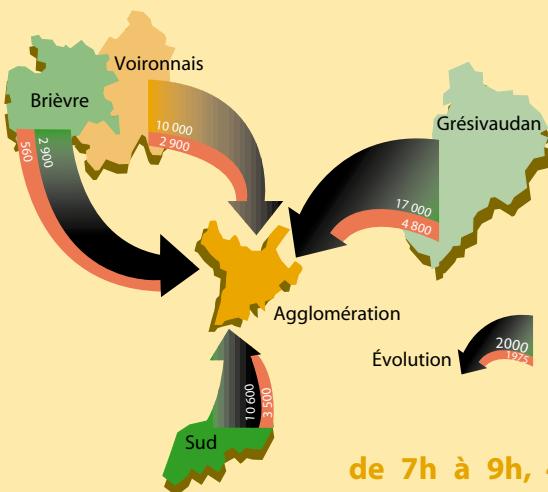 Voironnais
Brièvre
Grésivaudan
10 000
2 900
2 900
560
17 000
4 800
Agglomération
2000
1975
Évolution
10 600
3 500
Sud
de 7h à 9h,